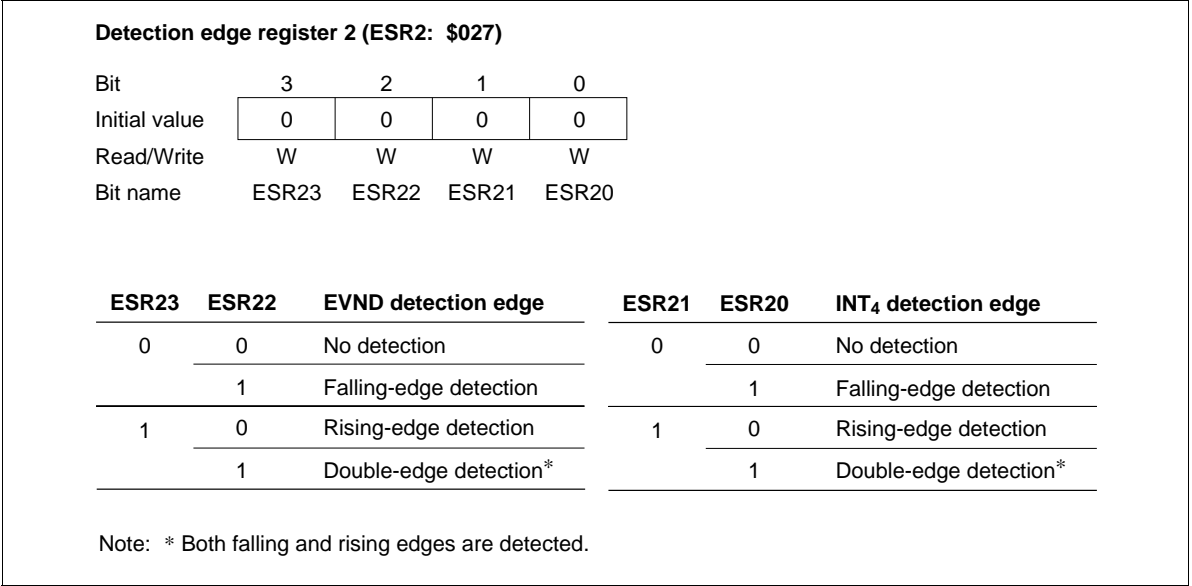 Detection edge register 2 (ESR2: $027)
Bit 3 2 1 0
Initial value 0 0 0 0
Read/Write W W W W
Bit name ESR23 ESR22 ESR21 ESR20
ESR23 ESR22 EVND detection edge ESR21 ESR20 INT4 detection edge
0 0 No detection 0 0 No detection
1 Falling-edge detection 1 Falling-edge detection
1 0 Rising-edge detection 1 0 Rising-edge detection
1 Double-edge detection* 1 Double-edge detection*
Note: * Both falling and rising edges are detected.